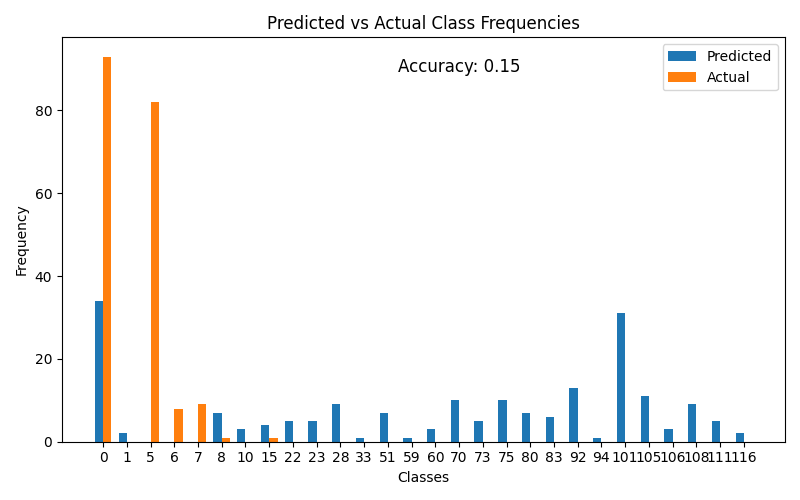 Predicted vs Actual Class Frequencies
Accuracy: 0.15
Predicted
Actual
Frequency
80
60
40
20
0
0 1 5 6 7 8 10 15 22 23 28 33 51 59 60 70 73 75 80 83 92 94 101 105 106 108 111 116
Classes